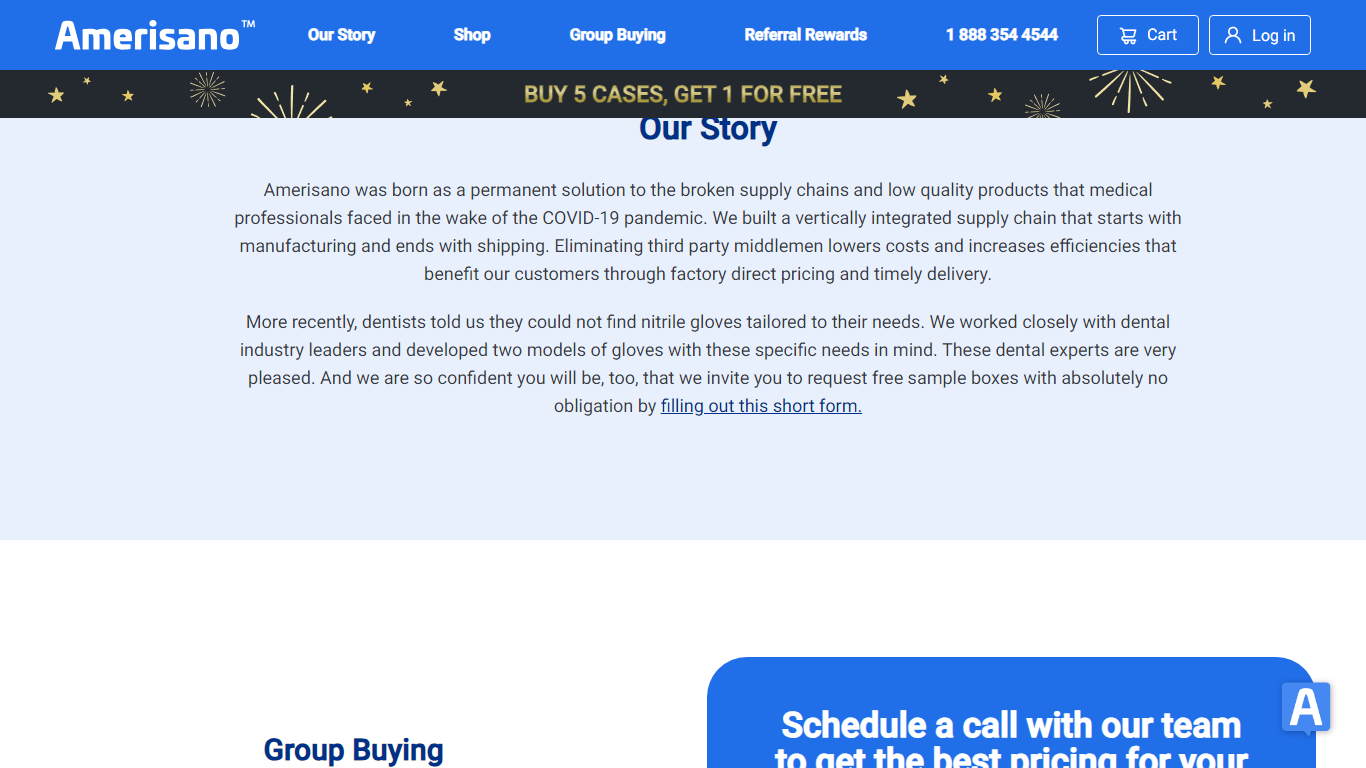 Amerisano™
Our Story
Shop
Group Buying
Referral Rewards
1 888 354 4544
Cart
Log in
BUY 5 CASES, GET 1 FOR FREE
Our Story
Amerisano was born as a permanent solution to the broken supply chains and low quality products that medical
professionals faced in the wake of the COVID-19 pandemic. We built a vertically integrated supply chain that starts with
manufacturing and ends with shipping. Eliminating third party middlemen lowers costs and increases efficiencies that
benefit our customers through factory direct pricing and timely delivery.
More recently, dentists told us they could not find nitrile gloves tailored to their needs. We worked closely with dental
industry leaders and developed two models of gloves with these specific needs in mind. These dental experts are very
pleased. And we are so confident you will be, too, that we invite you to request free sample boxes with absolutely no
obligation by filling out this short form.
Group Buying
Schedule a call with our team
to get the best pricing for your
A